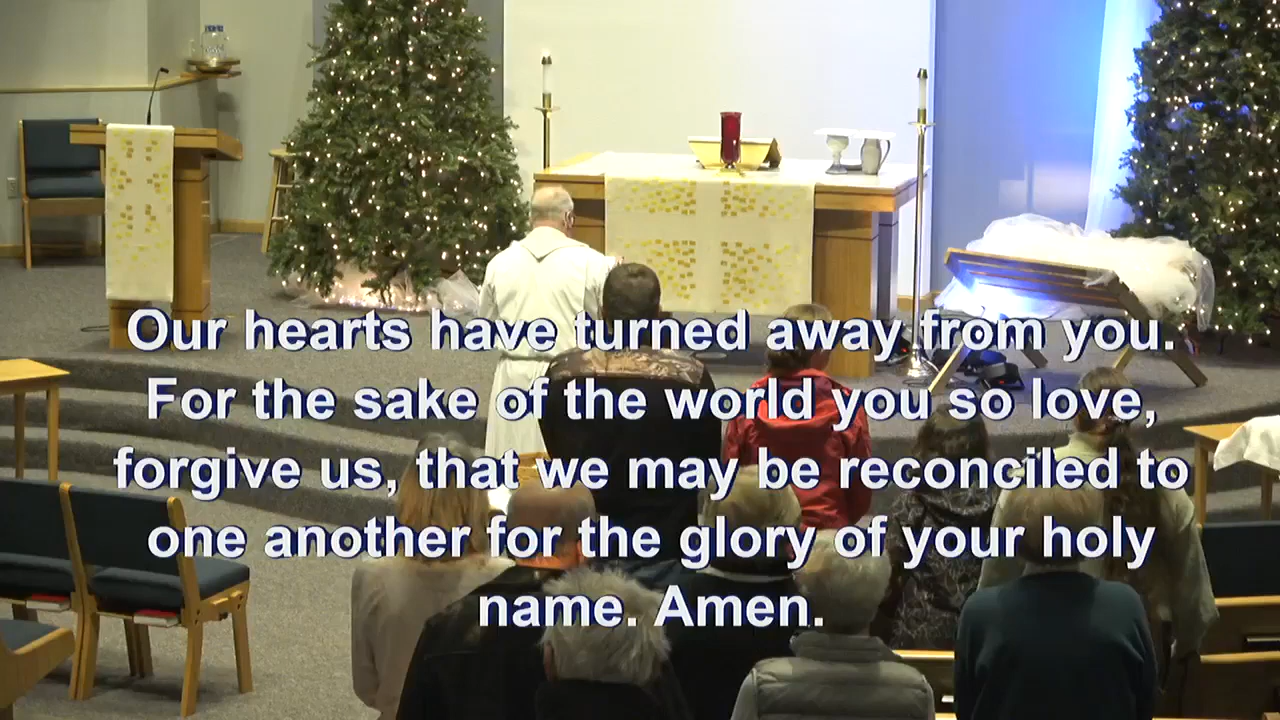 Our hearts have turned away from you.
For the sake of the world you so love,
forgive us, that we may be reconciled to
one another for the glory of your holy
name. Amen.